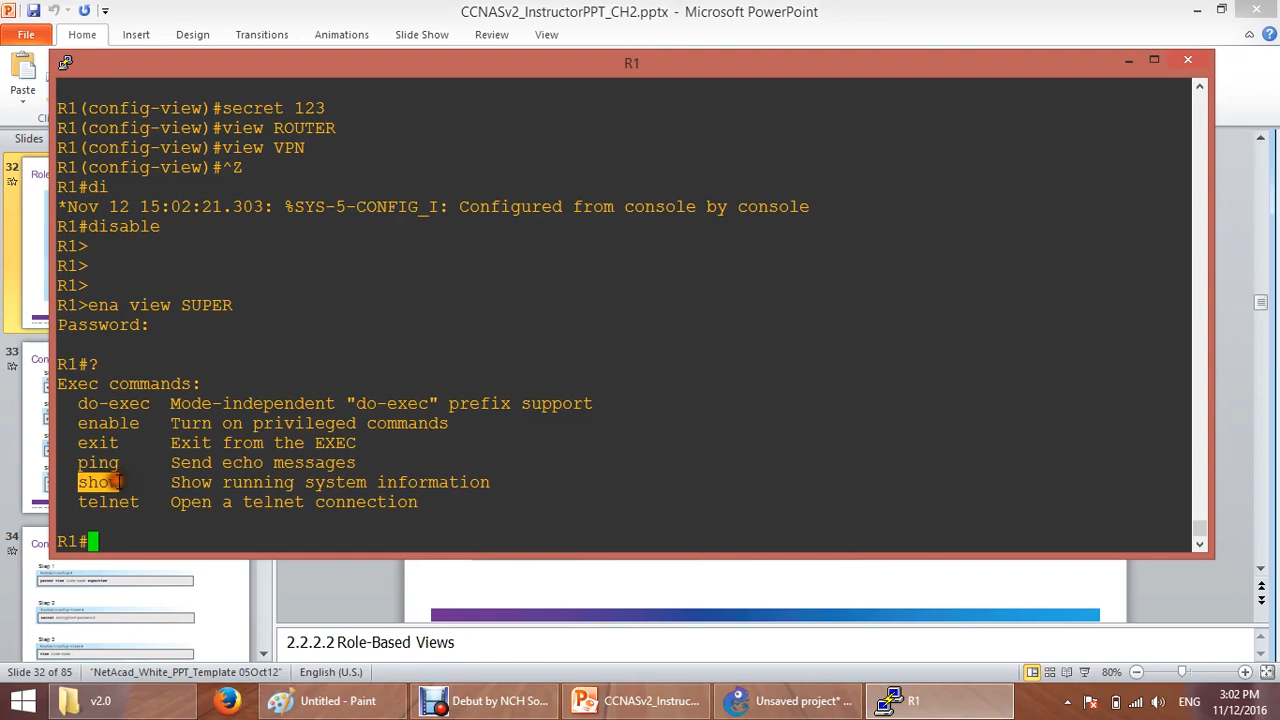 CCNASv2_InstructorPPT_CH2.pptx - Microsoft PowerPoint
File Home Insert Design Transitions Animations Slide Show Review View
R1
Paste
Slides
32
33
34
R1(config-view)#secret 123
R1(config-view)#view ROUTER
R1(config-view)#view VPN
R1(config-view)#^Z
R1#di
*Nov 12 15:02:21.303: %SYS-5-CONFIG_I: Configured from console by console
R1#disable
R1>
R1>
R1>
R1>ena view SUPER
Password:
R1#?
Exec commands:
do-exec Mode-independent "do-exec" prefix support
enable Turn on privileged commands
exit Exit from the EXEC
ping Send echo messages
show Show running system information
telnet Open a telnet connection
R1#
Step 1
Step 2
Step 3
2.2.2.2 Role-Based Views
Slide 32 of 85 "NetAcad_White_PPT_Template 05Oct12" English (U.S.) 80%
v2.0 Untitled - Paint Debut by NCH So... CCNASv2_Instruc... Unsaved project* ... R1 ENG 3:02 PM
11/12/2016